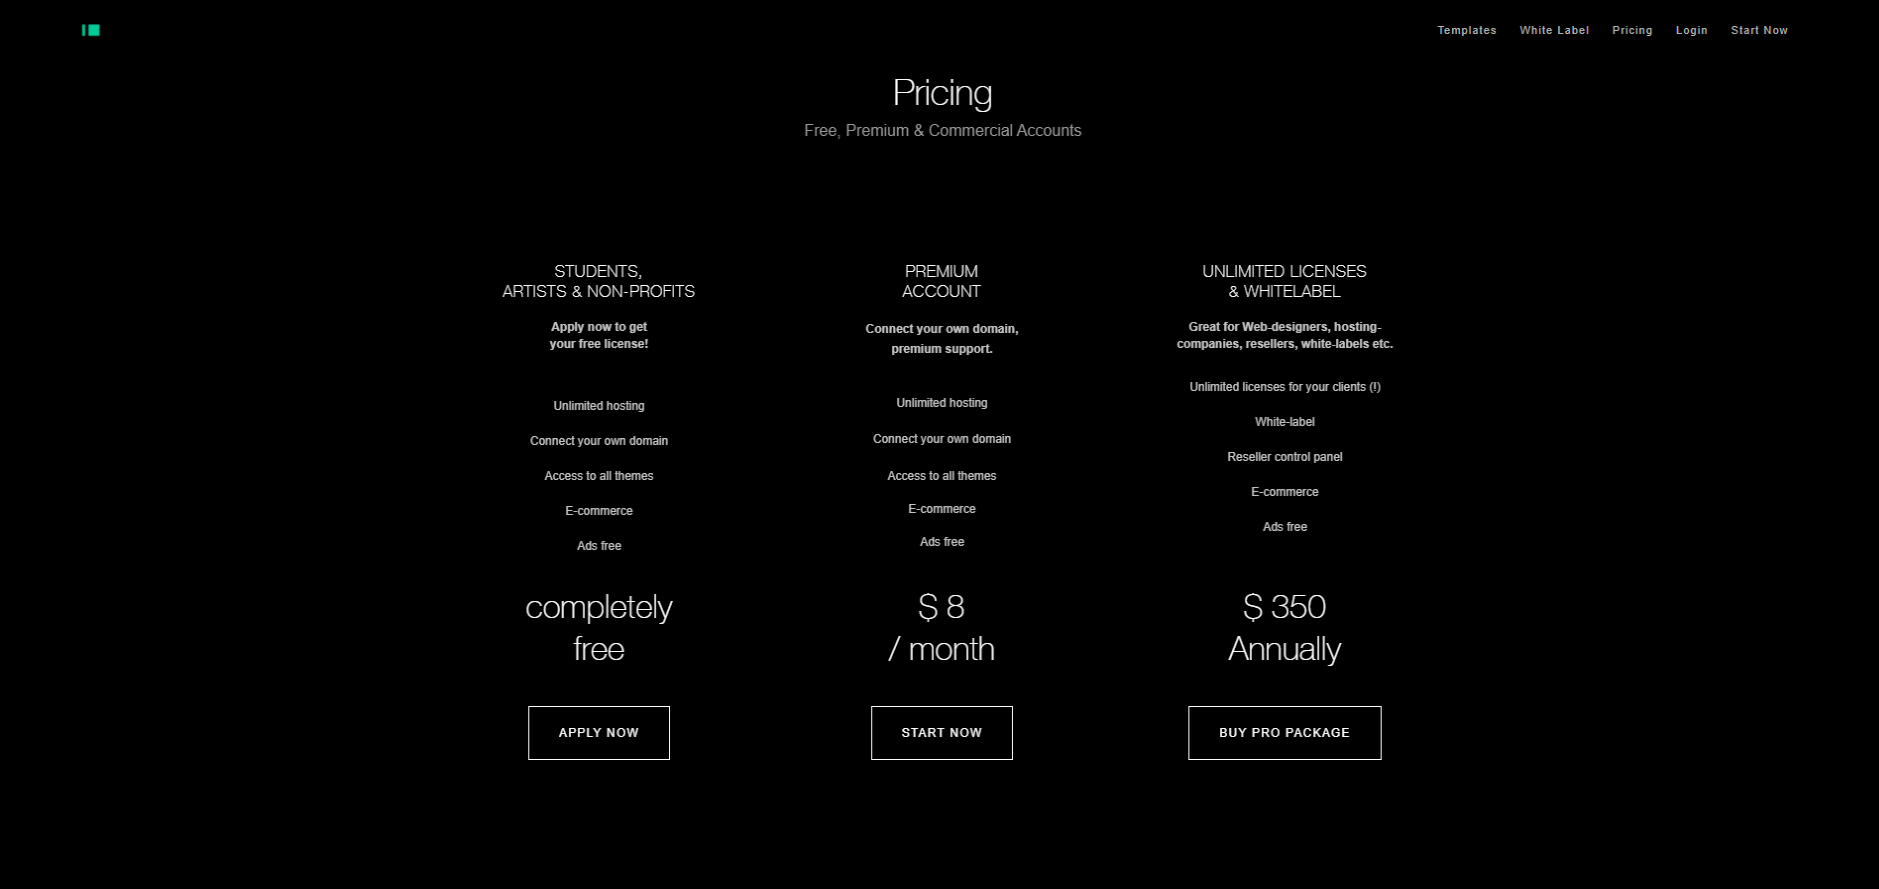 Templates White Label Pricing Login Start Now
Pricing
Free, Premium & Commercial Accounts
STUDENTS,
ARTISTS & NON-PROFITS
Apply now to get
your free license!
Unlimited hosting
Connect your own domain
Access to all themes
E-commerce
Ads free
completely
free
APPLY NOW
PREMIUM
ACCOUNT
Connect your own domain,
premium support.
Unlimited hosting
Connect your own domain
Access to all themes
E-commerce
Ads free
$ 8
/ month
START NOW
UNLIMITED LICENSES
& WHITELABEL
Great for Web-designers, hosting-
companies, resellers, white-labels etc.
Unlimited licenses for your clients (!)
White-label
Reseller control panel
E-commerce
Ads free
$ 350
Annually
BUY PRO PACKAGE